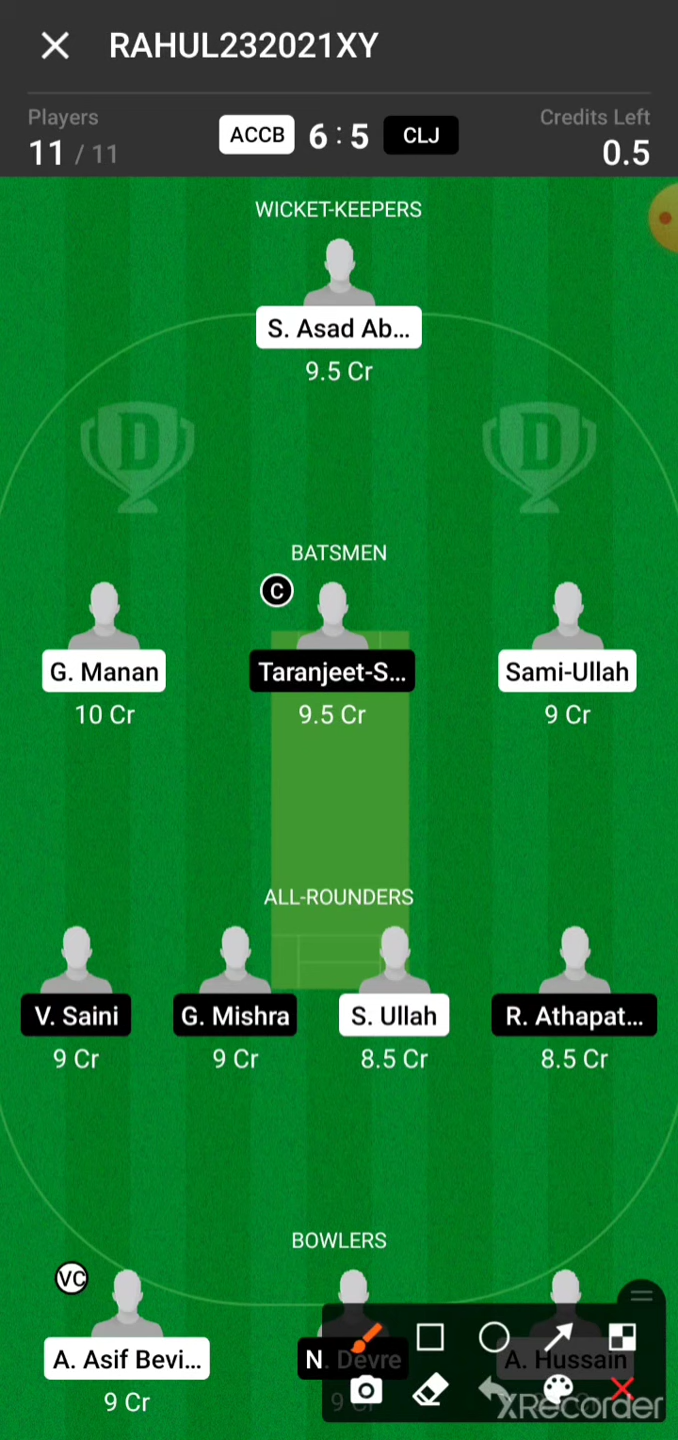 RAHUL232021XY
Players
11 / 11
ACCB 6 : 5 CLJ
Credits Left
0.5
WICKET-KEEPERS
S. Asad Ab...
9.5 Cr
BATSMEN
C
G. Manan Taranjeet-S... Sami-Ullah
10 Cr 9.5 Cr 9 Cr
ALL-ROUNDERS
V. Saini G. Mishra S. Ullah R. Athapat...
9 Cr 9 Cr 8.5 Cr 8.5 Cr
BOWLERS
VC
A. Asif Bevi... N. Devre A. Hussain
9 Cr 9
XRecorder